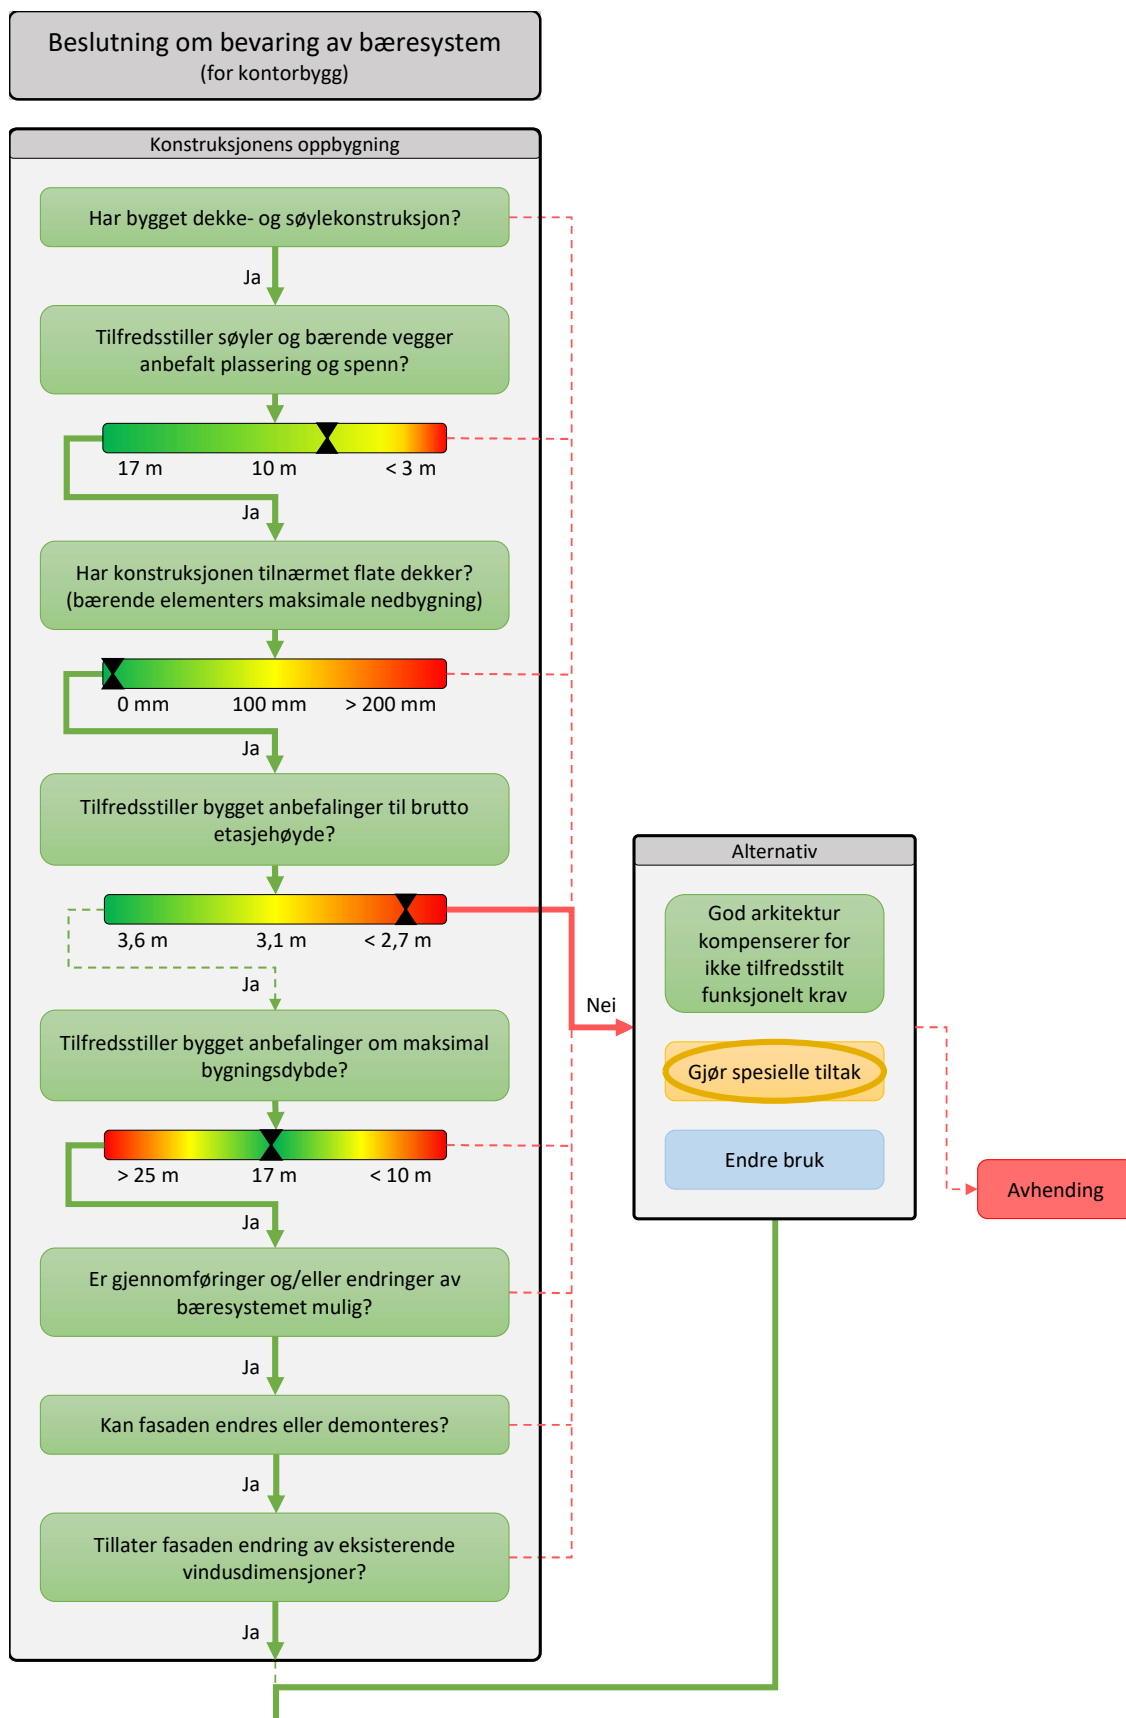 Beslutning om bevaring av bæresystem
(for kontorbygg)
Konstruksjonens oppbygning
Har bygget dekke- og søylekonstruksjon?
Ja
Tilfredsstiller søyler og bærende vegger
anbefalt plassering og spenn?
17 m 10 m < 3 m
Ja
Har konstruksjonen tilnærmet flate dekker?
(bærende elementers maksimale nedbygning)
0 mm 100 mm > 200 mm
Ja
Tilfredsstiller bygget anbefalinger til brutto
etasjehøyde?
3,6 m 3,1 m < 2,7 m
Ja
Tilfredsstiller bygget anbefalinger om maksimal
bygningsdybde?
> 25 m 17 m < 10 m
Ja
Er gjennomføringer og/eller endringer av
bæresystemet mulig?
Ja
Kan fasaden endres eller demonteres?
Ja
Tillater fasaden endring av eksisterende
vindusdimensjoner?
Ja
Nei
Alternativ
God arkitektur
kompenserer for
ikke tilfredsstilt
funksjonelt krav
Gjør spesielle tiltak
Endre bruk
Avhending